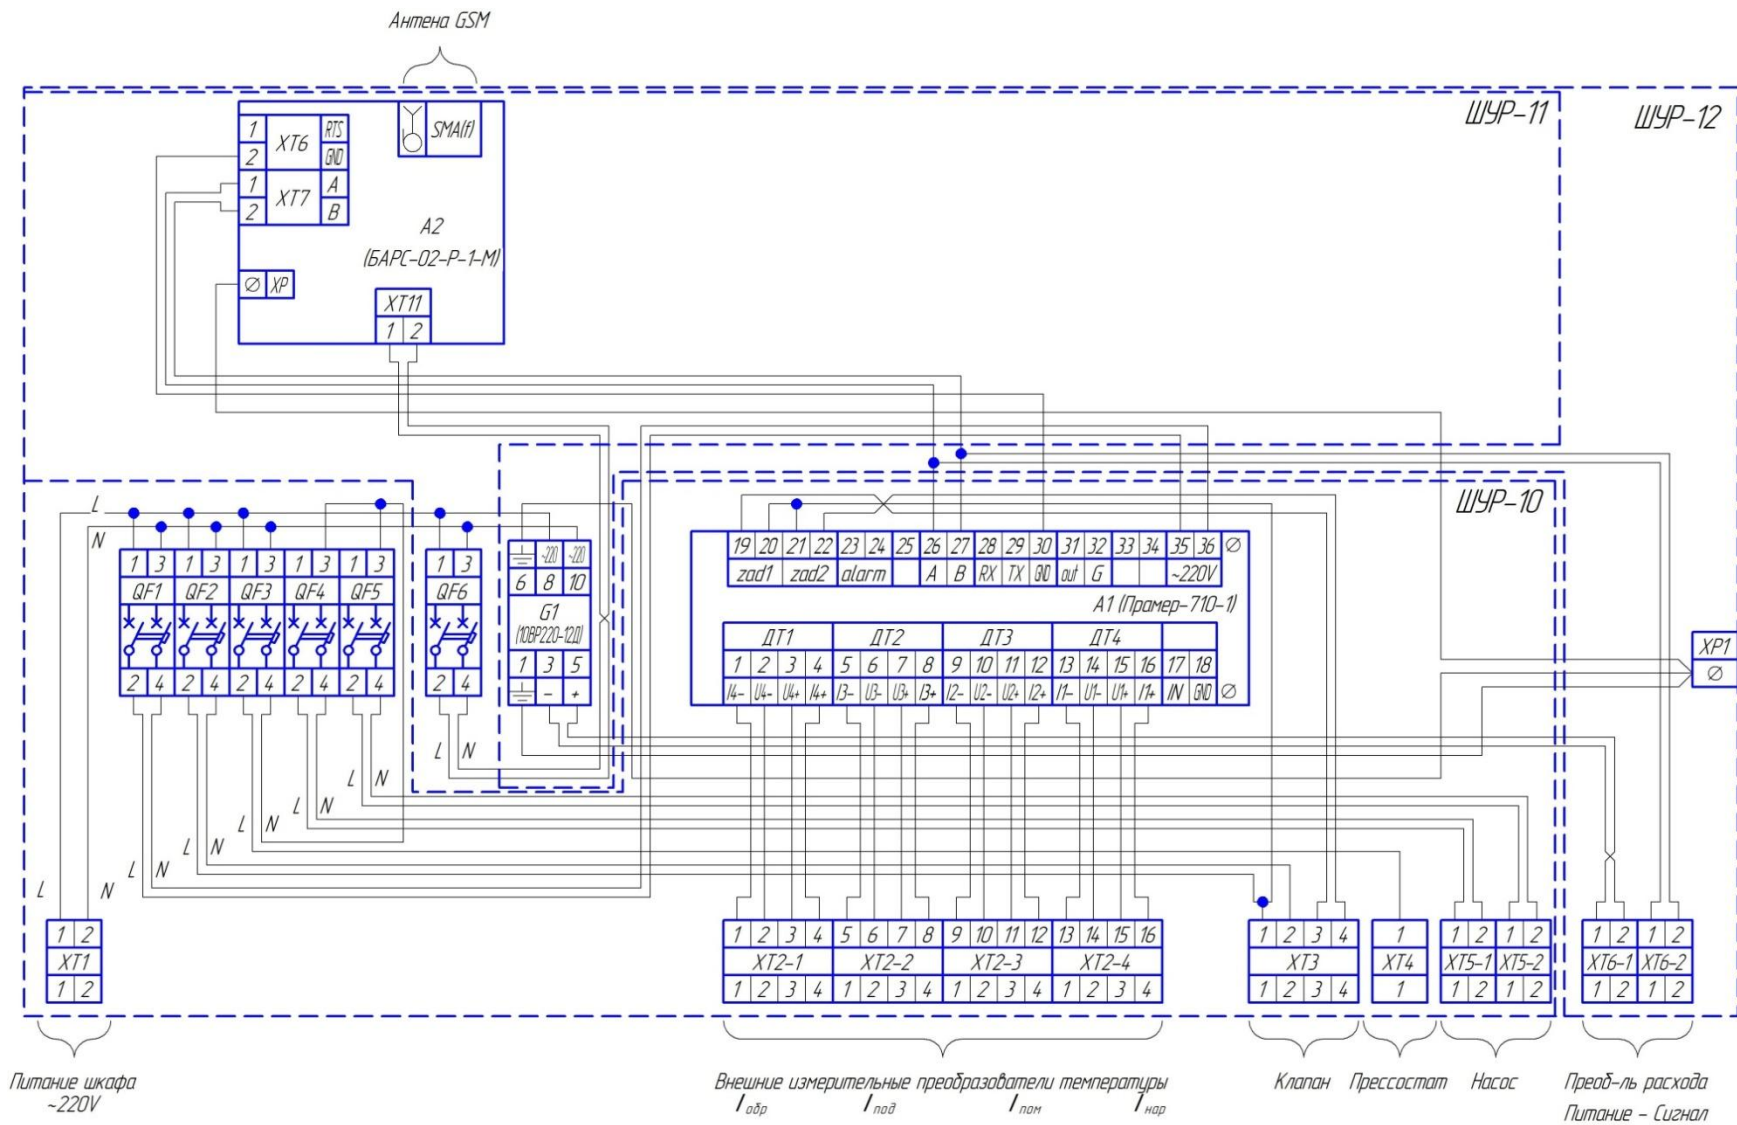 Антена GSM
ШУР-11
ШУР-12
1 XT6 RTS
2 GND
SMA(f)
1 XT7 A
2 B
A2
(БАРС-02-Р-1-М)
Ø XP
XT11
1 2
ШУР-10
L
N
19 20 21 22 23 24 25 26 27 28 29 30 31 32 33 34 35 36 Ø
zad1 zad2 alarm A B RX TX GND out G ~220V
A1 (Прамер-710-1)
1 3 1 3 1 3 1 3 1 3 1 3
QF1 QF2 QF3 QF4 QF5 QF6
2 4 2 4 2 4 2 4 2 4 2 4
~220 ~220
6 8 10
G1
(10ВР220-12Д)
1 3 5
- +
ДТ1 ДТ2 ДТ3 ДТ4
1 2 3 4 5 6 7 8 9 10 11 12 13 14 15 16 17 18
I4- U4- U4+ I4+ I3- U3- U3+ I3+ I2- U2- U2+ I2+ I1- U1- U1+ I1+ IN GND Ø
XP1
Ø
L N
L N
L N
L N
L N
L N
L N
1 2
XT1
1 2
1 2 3 4 5 6 7 8 9 10 11 12 13 14 15 16
XT2-1 XT2-2 XT2-3 XT2-4
1 2 3 4 1 2 3 4 1 2 3 4 1 2 3 4
1 2 3 4
XT3
1 2 3 4
1
XT4
1
1 2 1 2
XT5-1 XT5-2
1 2 1 2
1 2 1 2
XT6-1 XT6-2
1 2 1 2
Питание шкафа
~220V
Внешние измерительные преобразователи температуры
Tобр Tпод Tпом Tнар
Клапан
Прессостат
Насос
Преоб-ль расхода
Питание - Сигнал